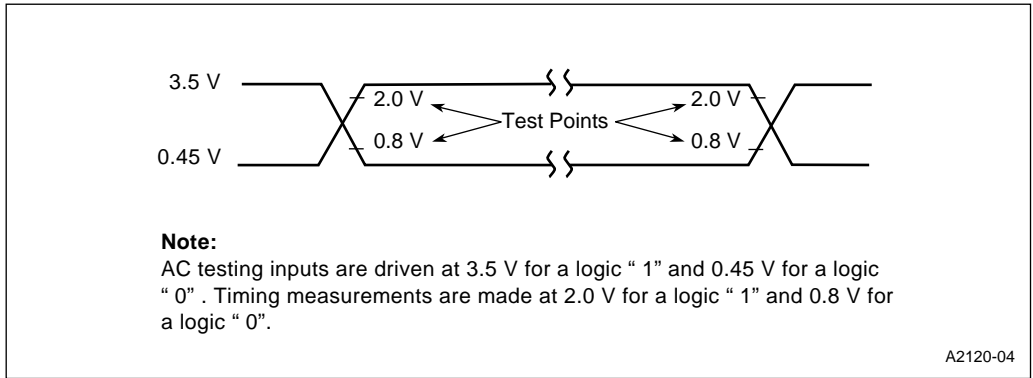 3.5 V
2.0 V
2.0 V
Test Points
0.8 V
0.8 V
0.45 V
Note:
AC testing inputs are driven at 3.5 V for a logic “ 1” and 0.45 V for a logic
“ 0” . Timing measurements are made at 2.0 V for a logic “ 1” and 0.8 V for
a logic “ 0”.
A2120-04